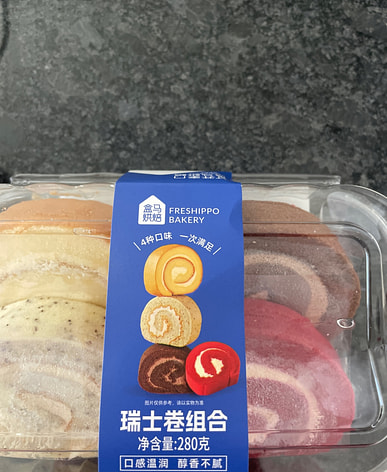 盒马
烘焙
FRESHIPPO
BAKERY
4种口味 一次满足
图片仅供参考，请以实物为准
瑞士卷组合
净含量:280克
口感温润 醇香不腻